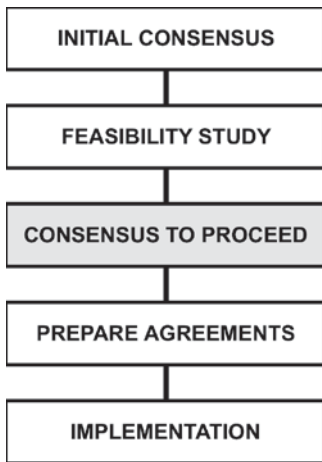 INITIAL CONSENSUS
FEASIBILITY STUDY
CONSENSUS TO PROCEED
PREPARE AGREEMENTS
IMPLEMENTATION